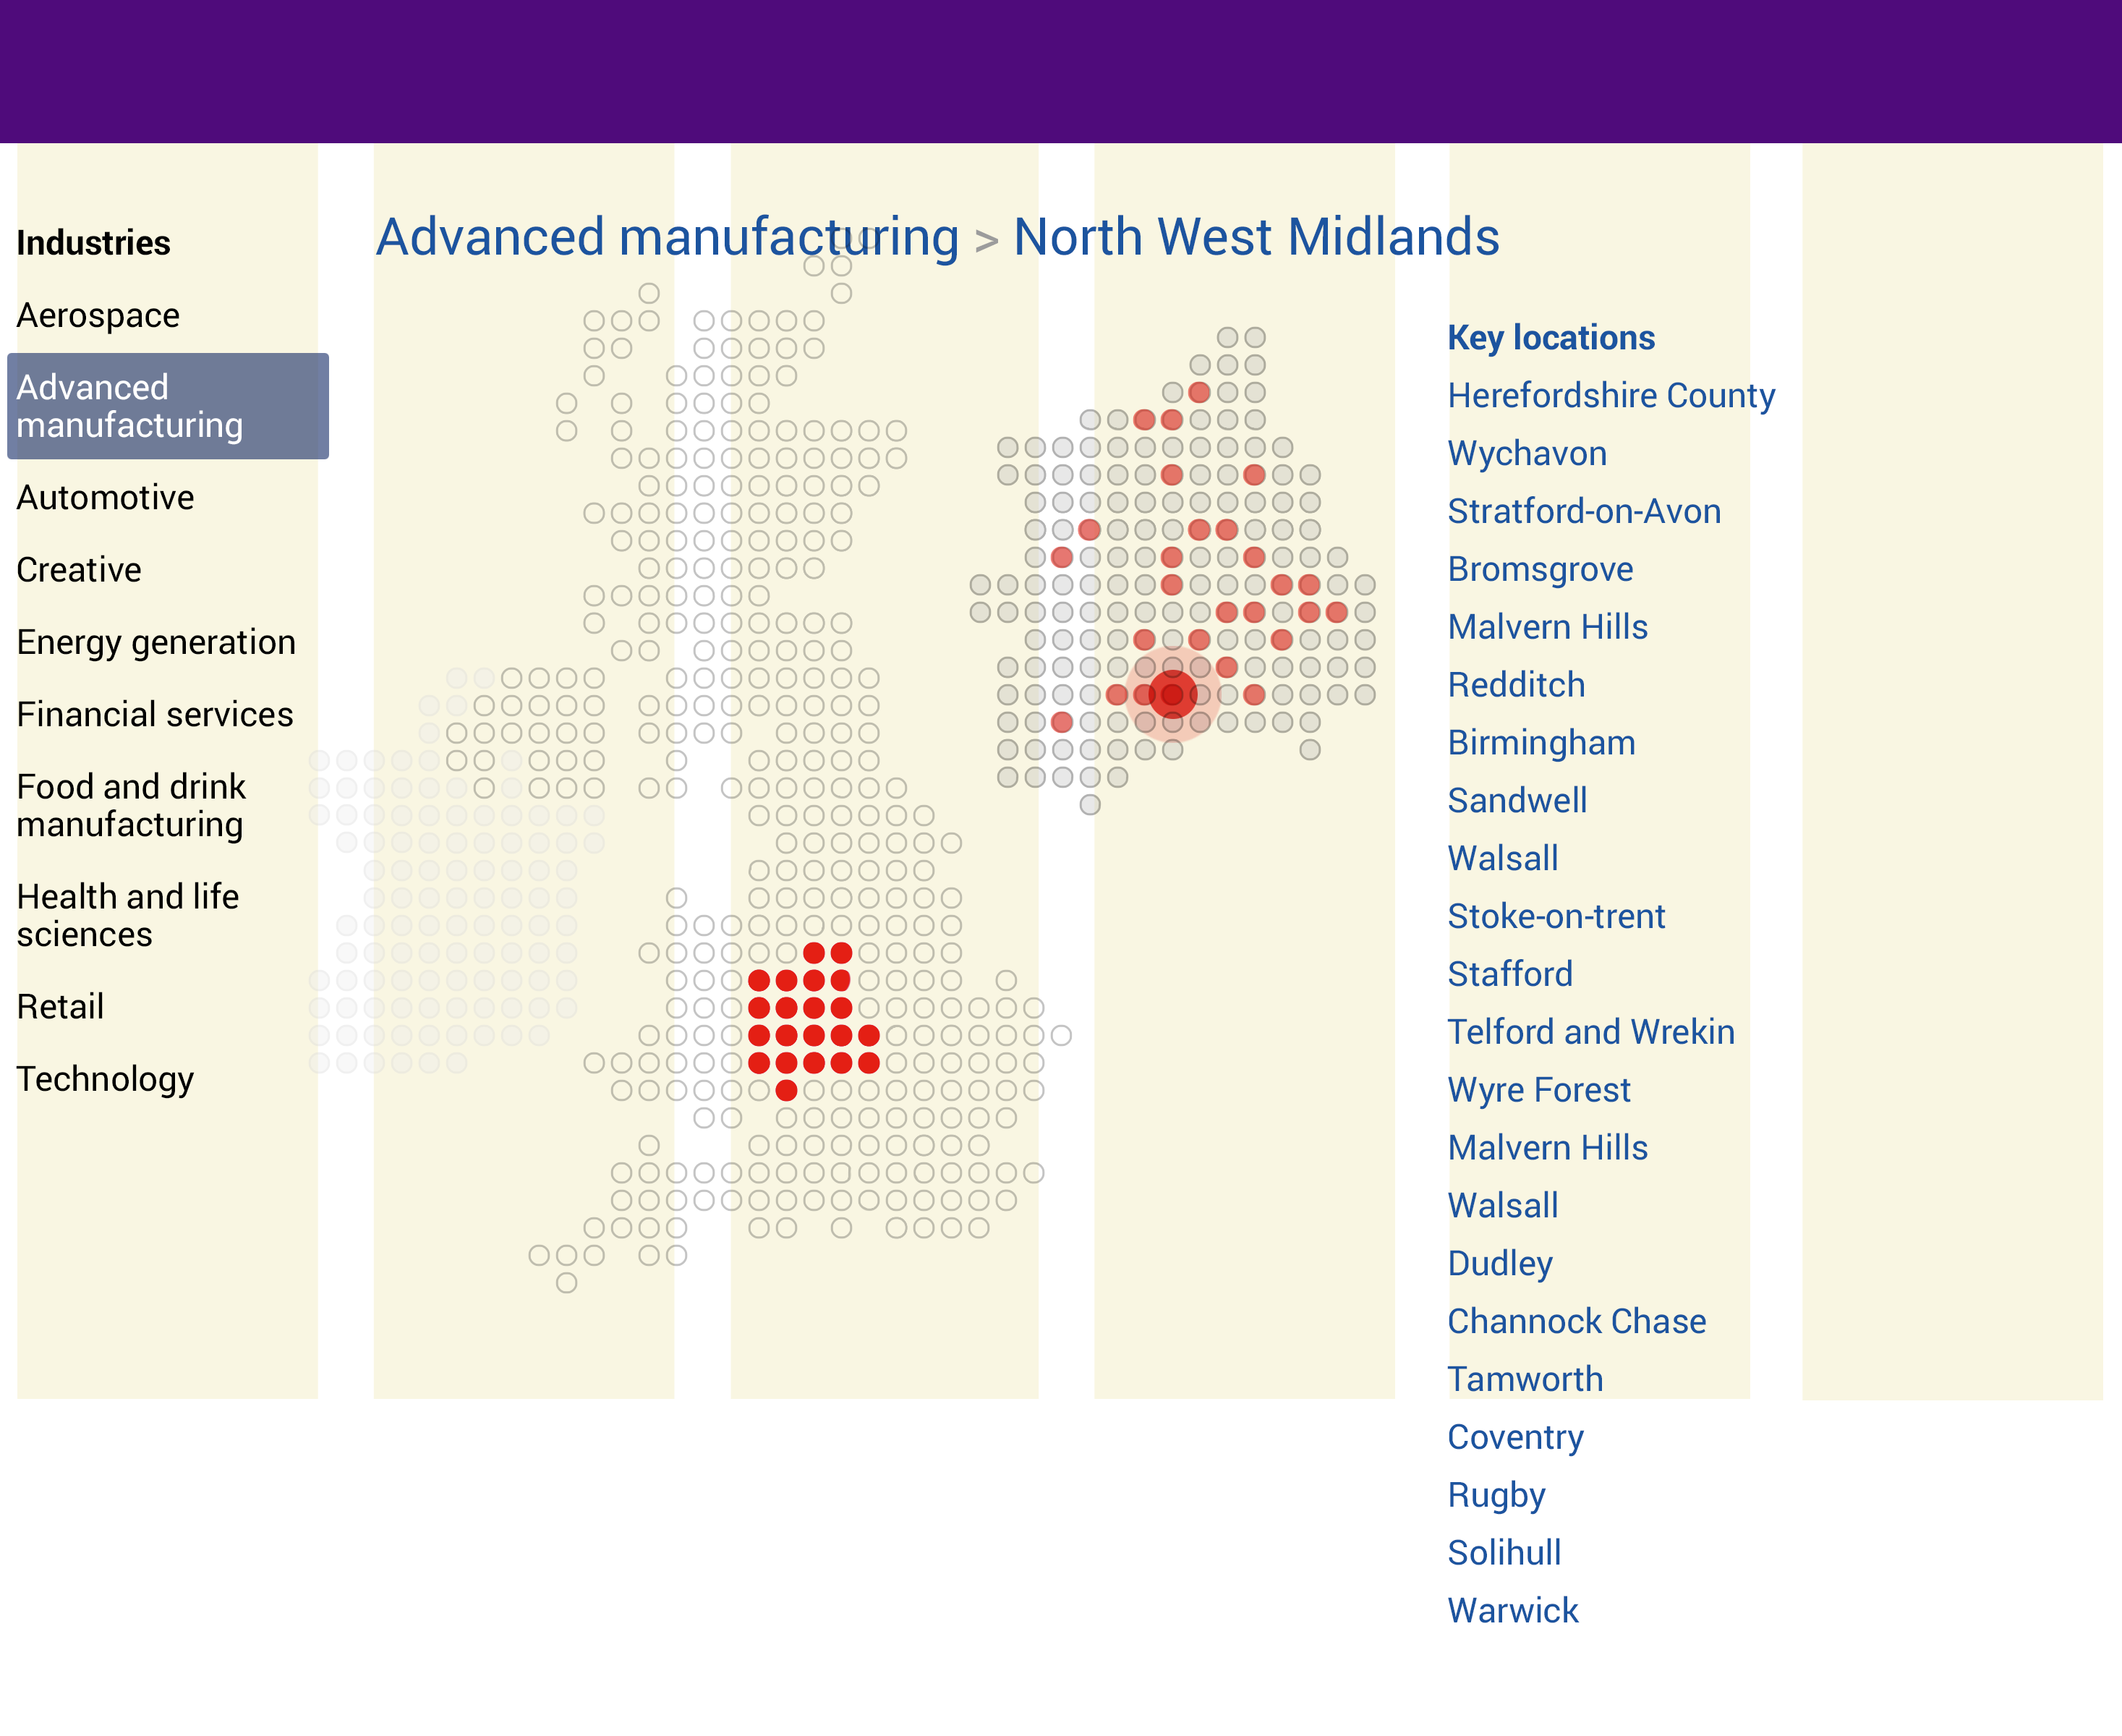 Industries
Aerospace
Advanced
manufacturing
Automotive
Creative
Energy generation
Financial services
Food and drink
manufacturing
Health and life
sciences
Retail
Technology
Advanced manufacturing > North West Midlands
Key locations
Herefordshire County
Wychavon
Stratford-on-Avon
Bromsgrove
Malvern Hills
Redditch
Birmingham
Sandwell
Walsall
Stoke-on-trent
Stafford
Telford and Wrekin
Wyre Forest
Malvern Hills
Walsall
Dudley
Channock Chase
Tamworth
Coventry
Rugby
Solihull
Warwick